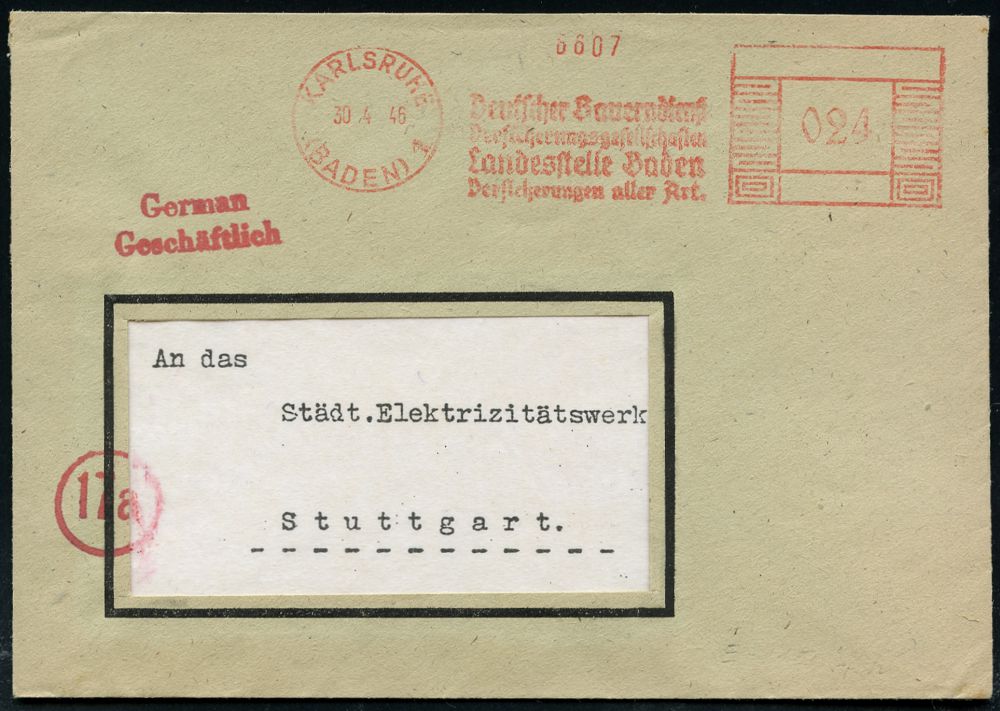 6607
KARLSRUHE
30. 4. 46
(BADEN) 1
Deutscher Bauerndienst
Versicherungsgesellschaften
Landesstelle Baden
Versicherungen aller Art.
024
German
Geschäftlich
An das
Städt.Elektrizitätswerk
Stuttgart.
17a